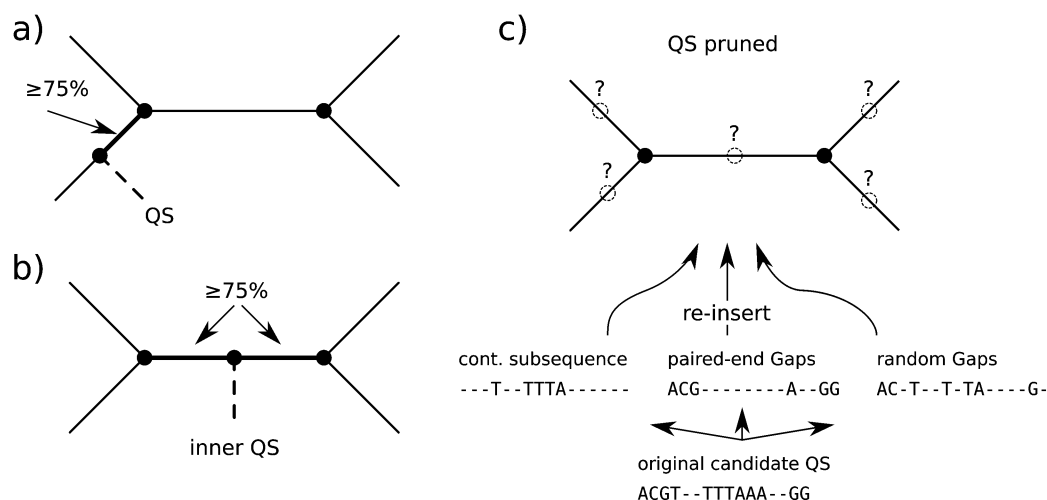 a)
≥75%
QS
b)
≥75%
inner QS
c)
QS pruned
? ?
?
? ?
re-insert
cont. subsequence paired-end Gaps random Gaps
---T--TTTA------ ACG--------A--GG AC-T--T-TA----G-
original candidate QS
ACGT--TTTAAA--GG